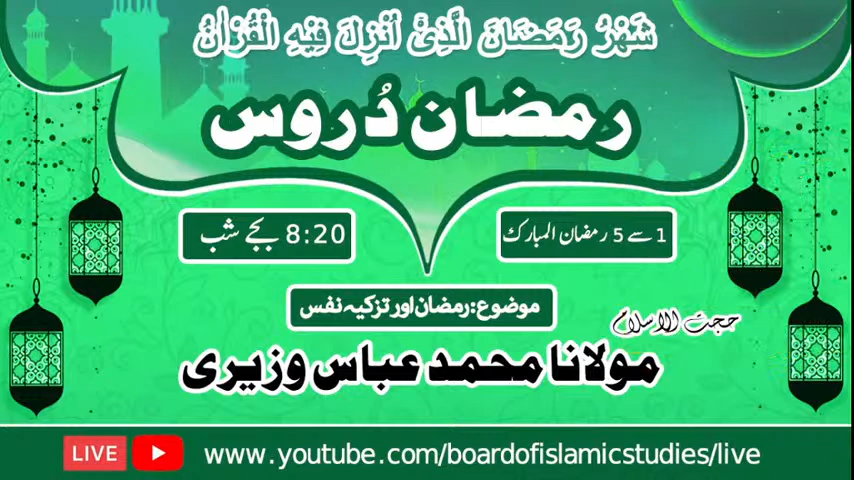 شَهْرُ رَمَضَانَ الَّذِيْٓ اُنْزِلَ فِيْهِ الْقُرْاٰنُ
رمضان دُروس
1 سے 5 رمضان المبارک
8:20 بجے شب
موضوع: رمضان اور تزکیہ نفس
حجت الاسلام
مولانا محمد عباس وزیری
LIVE www.youtube.com/boardofislamicstudies/live